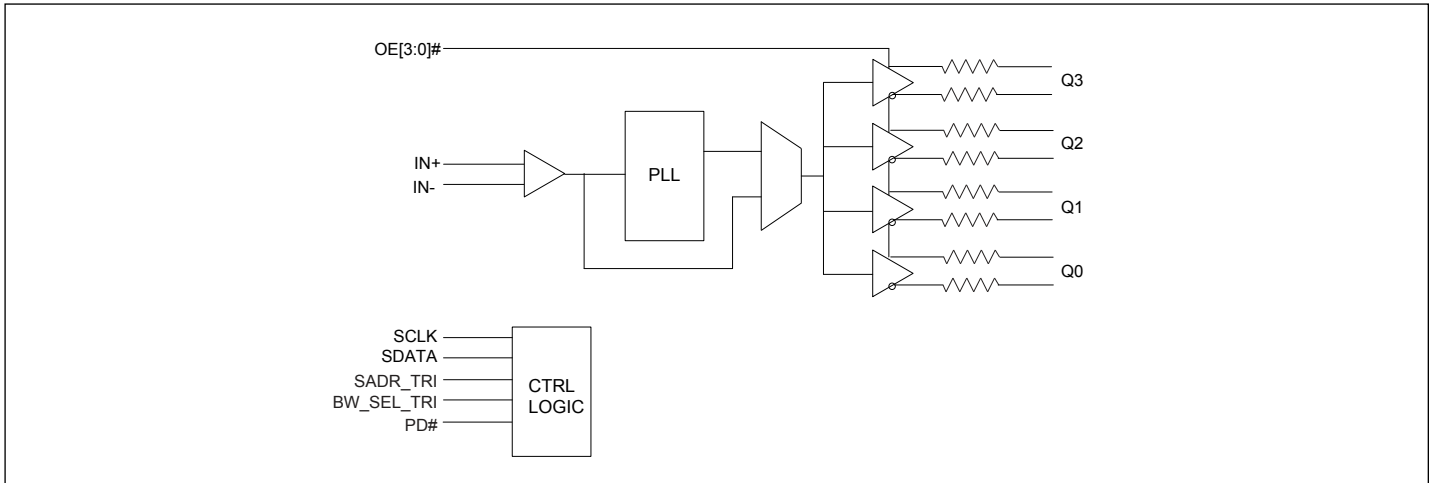 OE[3:0]#
Q3
Q2
IN+
IN-
PLL
Q1
Q0
SCLK
SDATA
SADR_TRI
BW_SEL_TRI
PD#
CTRL
LOGIC